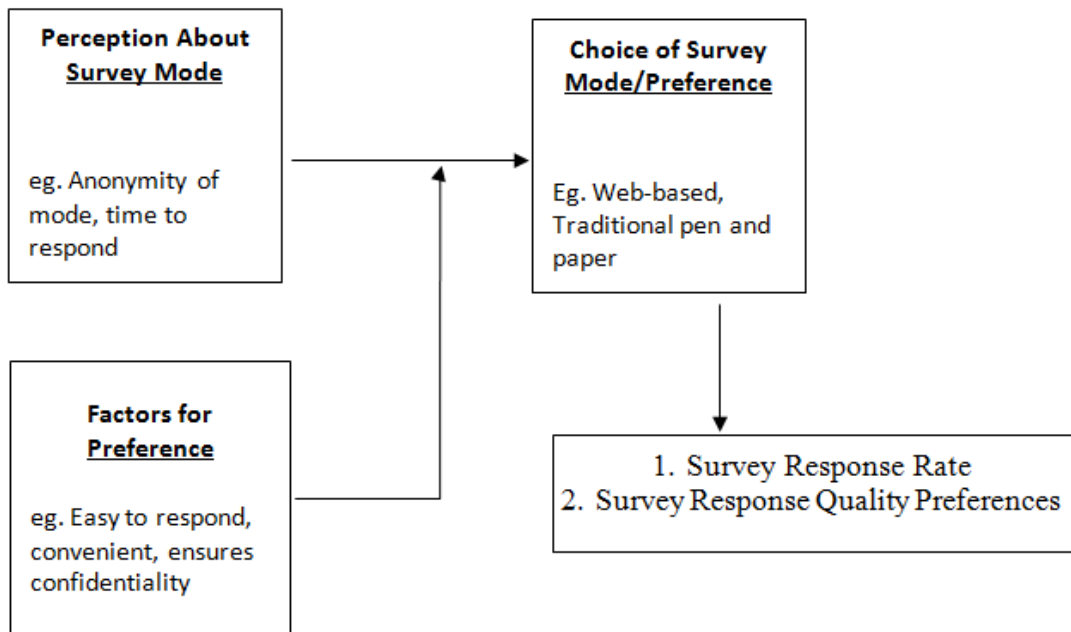 Perception About
Survey Mode
eg. Anonymity of
mode, time to
respond
Choice of Survey
Mode/Preference
Eg. Web-based,
Traditional pen and
paper
Factors for
Preference
eg. Easy to respond,
convenient, ensures
confidentiality
1. Survey Response Rate
2. Survey Response Quality Preferences